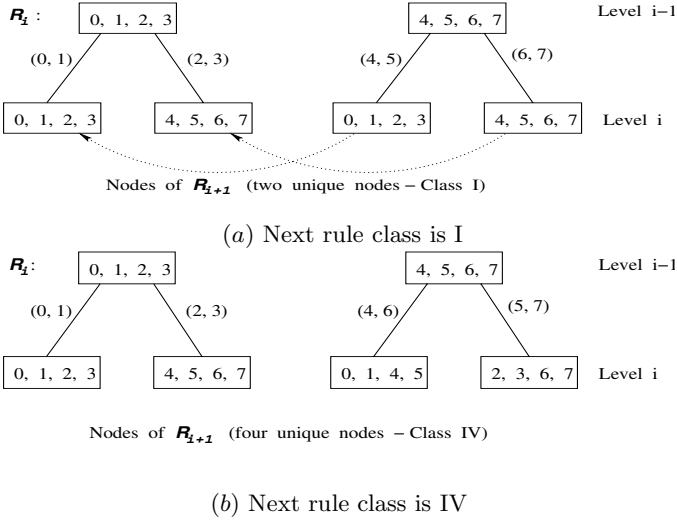 R_i : 0, 1, 2, 3 4, 5, 6, 7 Level i−1
(0, 1) (2, 3) (4, 5) (6, 7)
0, 1, 2, 3 4, 5, 6, 7 0, 1, 2, 3 4, 5, 6, 7 Level i
Nodes of R_{i+1} (two unique nodes – Class I)
(a) Next rule class is I
R_i : 0, 1, 2, 3 4, 5, 6, 7 Level i−1
(0, 1) (2, 3) (4, 6) (5, 7)
0, 1, 2, 3 4, 5, 6, 7 0, 1, 4, 5 2, 3, 6, 7 Level i
Nodes of R_{i+1} (four unique nodes – Class IV)
(b) Next rule class is IV